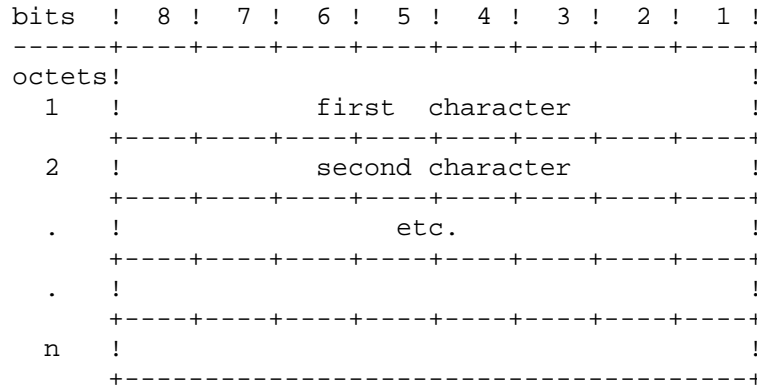 bits ! 8 ! 7 ! 6 ! 5 ! 4 ! 3 ! 2 ! 1 !
------+----+----+----+----+----+----+----+----+
octets! !
1 ! first character !
+----+----+----+----+----+----+----+----+
2 ! second character !
+----+----+----+----+----+----+----+----+
. ! etc. !
+----+----+----+----+----+----+----+----+
. ! !
+----+----+----+----+----+----+----+----+
n ! !
+---------------------------------------+